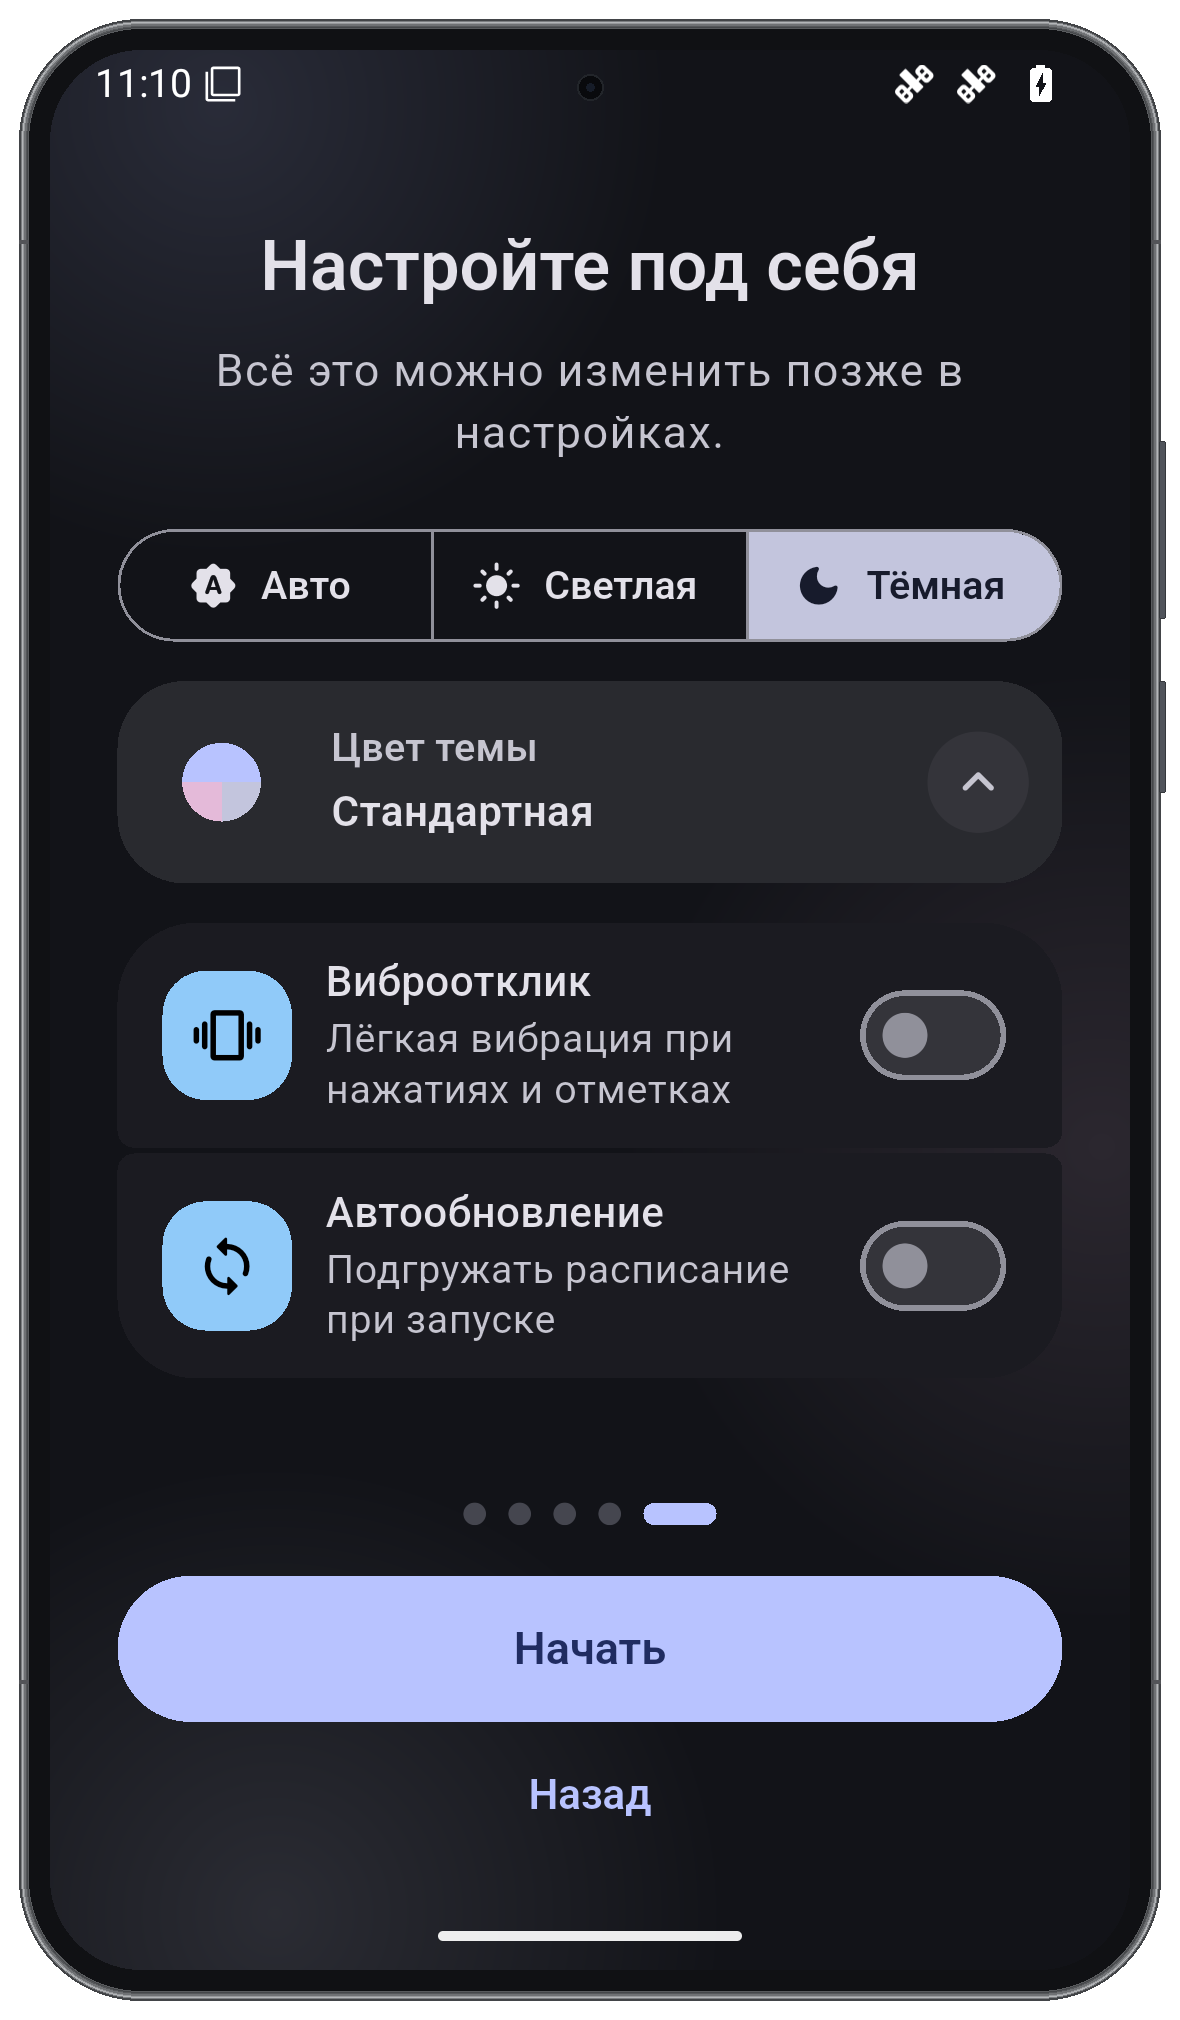 11:10
Настройте под себя
Всё это можно изменить позже в
настройках.
Авто
Светлая
Тёмная
Цвет темы
Стандартная
Виброотклик
Лёгкая вибрация при
нажатиях и отметках
Автообновление
Подгружать расписание
при запуске
Начать
Назад